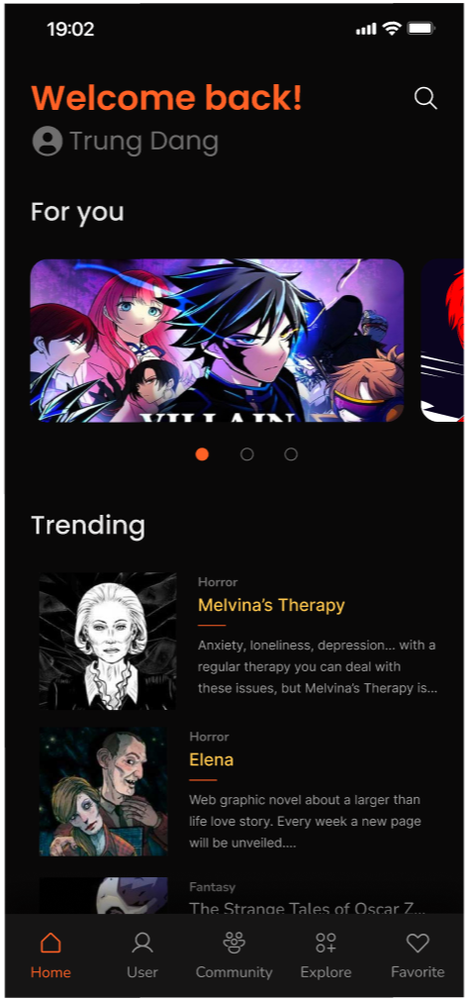 19:02
Welcome back!
Trung Dang
For you
VILLAIN
Trending
Horror
Melvina's Therapy
Anxiety, loneliness, depression... with a
regular therapy you can deal with
these issues, but Melvina's Therapy is...
Horror
Elena
Web graphic novel about a larger than
life love story. Every week a new page
will be unveiled....
Fantasy
The Strange Tales of Oscar Z...
Home
User
Community
Explore
Favorite